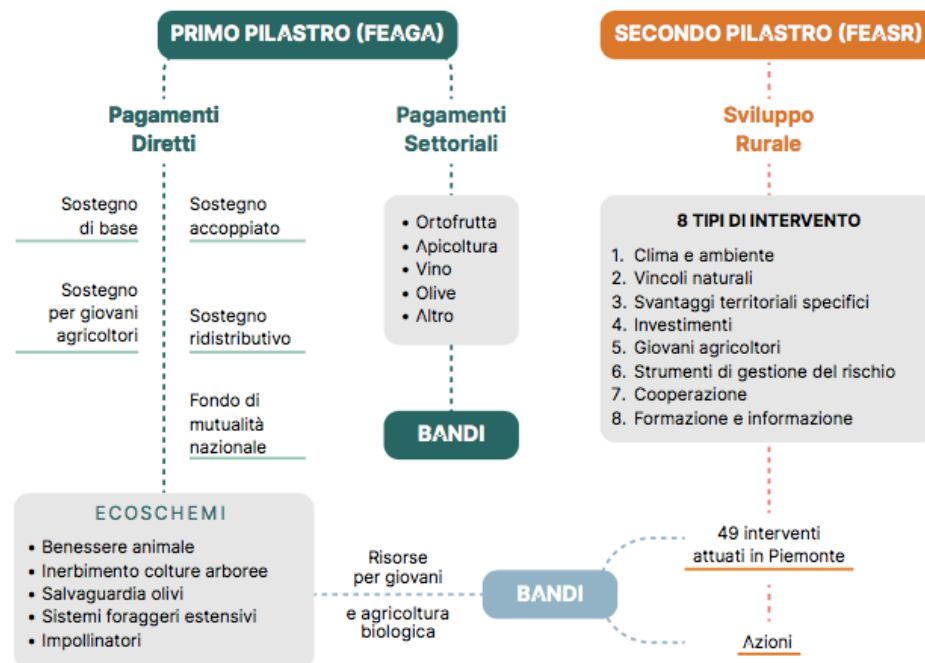 PRIMO PILASTRO (FEAGA)
SECONDO PILASTRO (FEASR)
Pagamenti
Diretti
Pagamenti
Settoriali
Sviluppo
Rurale
Sostegno
di base
Sostegno
accoppiato
Sostegno
per giovani
agricoltori
Sostegno
ridistributivo
Fondo di
mutualità
nazionale
• Ortofrutta
• Apicoltura
• Vino
• Olive
• Altro
BANDI
8 TIPI DI INTERVENTO
1. Clima e ambiente
2. Vincoli naturali
3. Svantaggi territoriali specifici
4. Investimenti
5. Giovani agricoltori
6. Strumenti di gestione del rischio
7. Cooperazione
8. Formazione e informazione
ECOSCHEMI
• Benessere animale
• Inerbimento colture arboree
• Salvaguardia olivi
• Sistemi foraggeri estensivi
• Impollinatori
Risorse
per giovani
e agricoltura
biologica
BANDI
49 interventi
attuati in Piemonte
Azioni